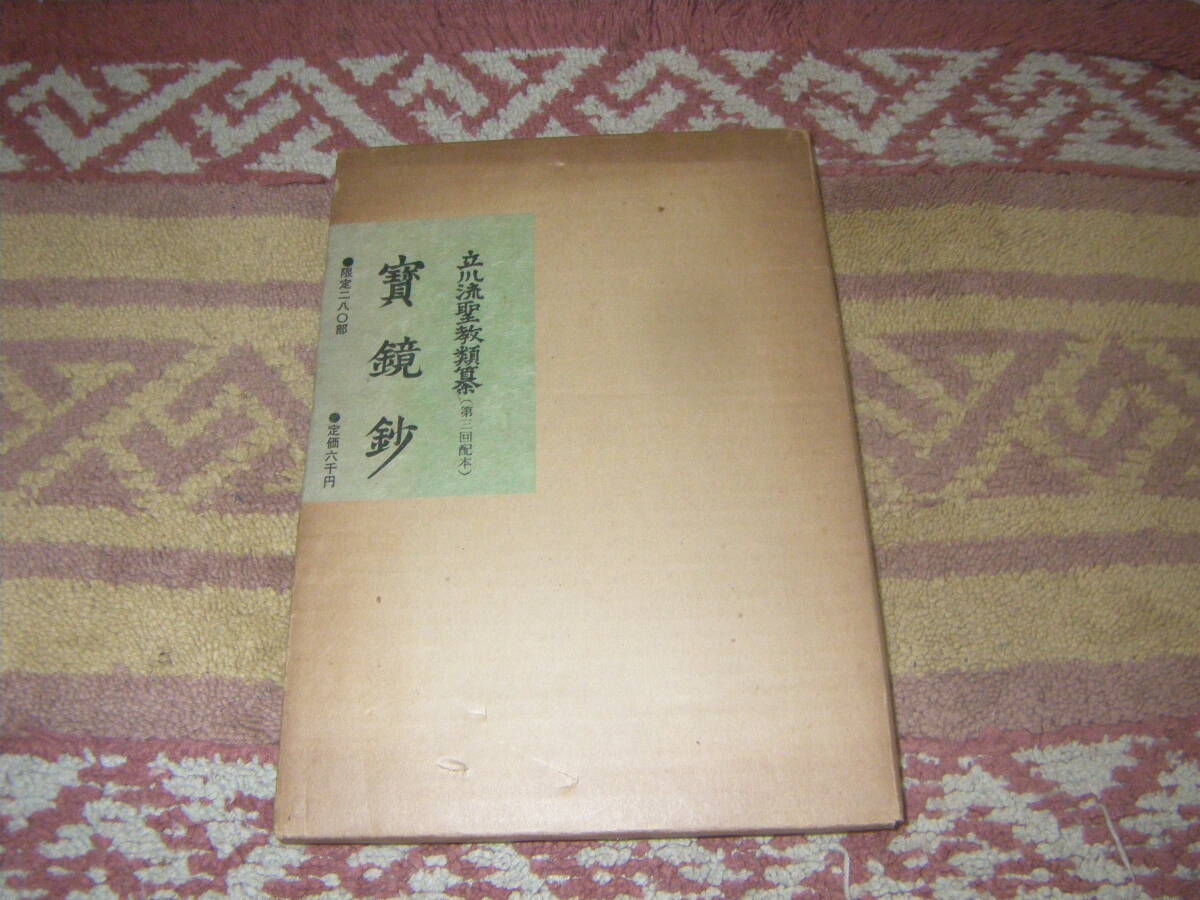 立川流聖教類纂（第三回配本）
寳鏡鈔
●限定二八〇部
●定価六千円